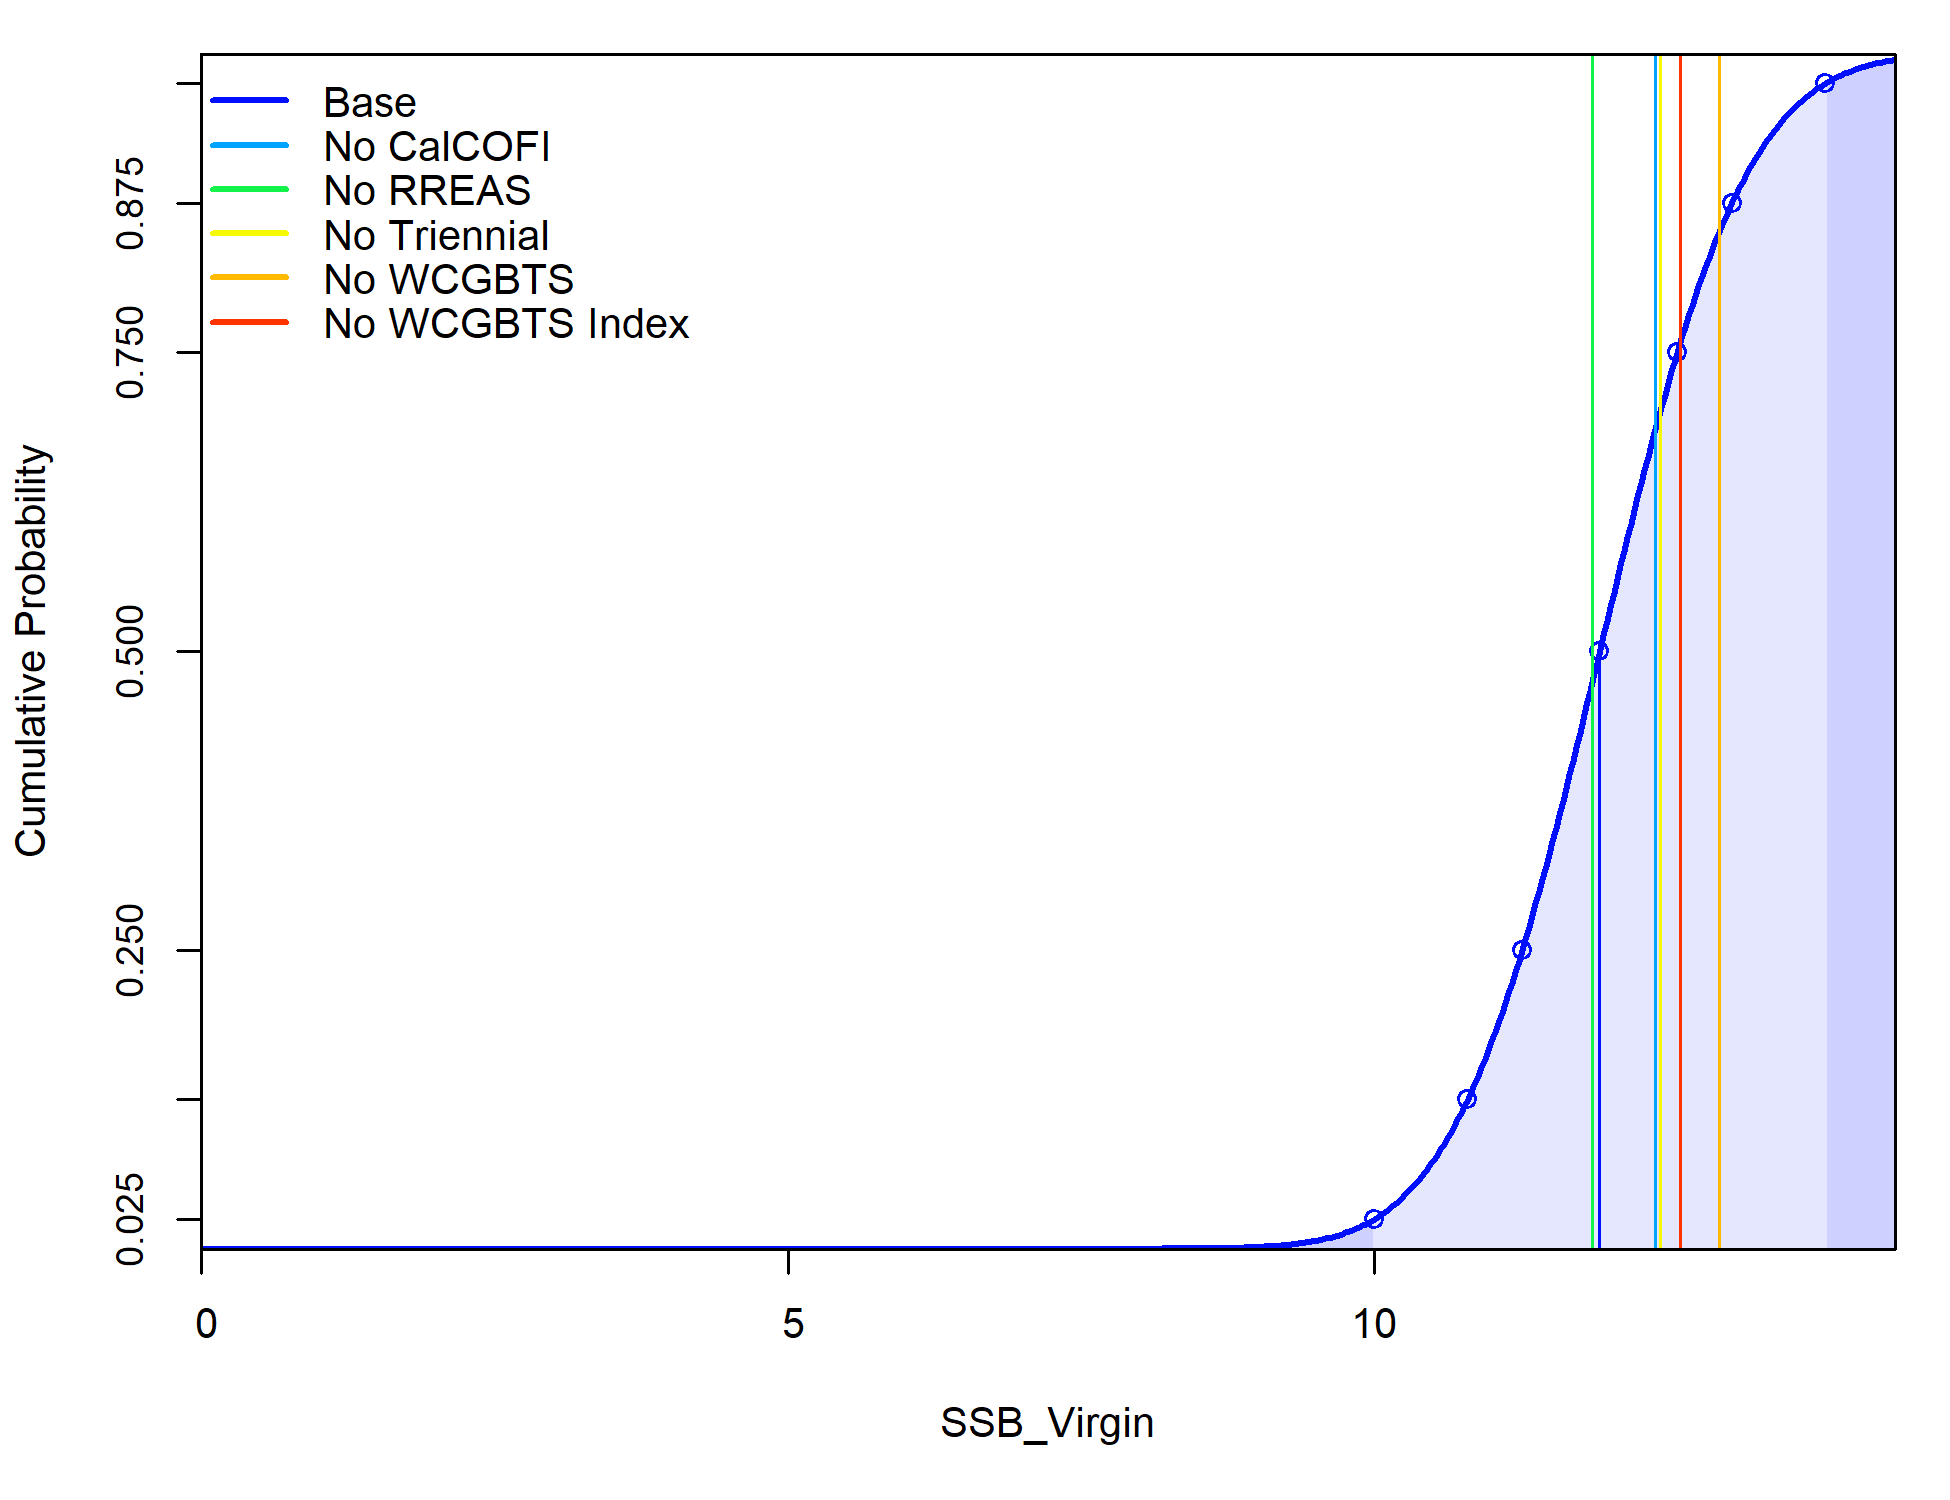 Base
No CalCOFI
No RREAS
No Triennial
No WCGBTS
No WCGBTS Index
Cumulative Probability
0.875
0.750
0.500
0.250
0.025
0
5
10
SSB_Virgin